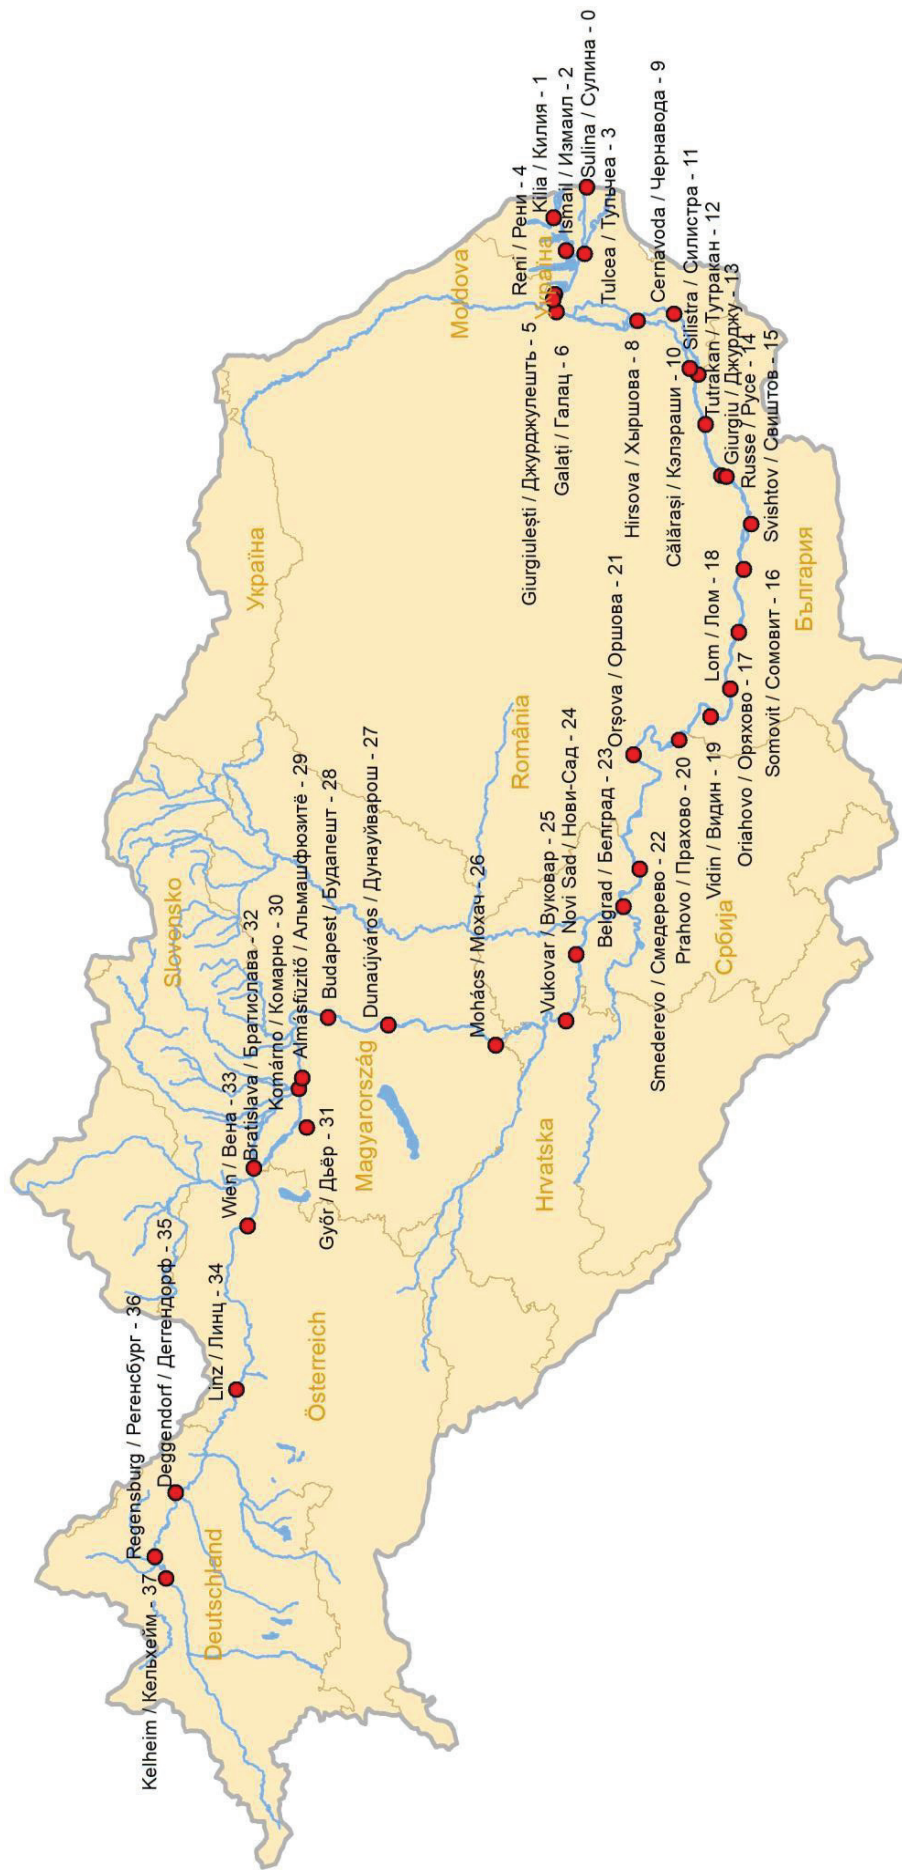 Kelheim / Кельхейм - 37
Regensburg / Регенсбург - 36
Deggendorf / Деггендорф - 35
Linz / Линц - 34
Wien / Вена - 33
Bratislava / Братислава - 32
Győr / Дьёр - 31
Komárno / Комарно - 30
Almásfüzitő / Альмашфюзитё - 29
Budapest / Будапешт - 28
Dunaújváros / Дунауйварош - 27
Mohács / Мохач - 26
Vukovar / Вуковар - 25
Novi Sad / Нови-Сад - 24
Belgrad / Белград - 23
Smederevo / Смедерево - 22
Orșova / Оршова - 21
Prahovo / Прахово - 20
Vidin / Видин - 19
Lom / Лом - 18
Oriahovo / Оряхово - 17
Somovit / Сомовит - 16
Svishtov / Свиштов - 15
Russe / Русе - 14
Giurgiu / Джурджу - 13
Tutrakan / Тутракан - 12
Silistra / Силистра - 11
Călărași / Кэлэраши - 10
Cernavoda / Чернавода - 9
Hirsova / Хыршова - 8
Galați / Галац - 6
Giurgiulești / Джурджулешть - 5
Reni / Рени - 4
Tulcea / Тульчеа - 3
Ismail / Измаил - 2
Kilia / Килия - 1
Sulina / Сулина - 0
Deutschland
Österreich
Slovensko
Magyarország
Hrvatska
Србија
România
България
Україна
Moldova
Україна